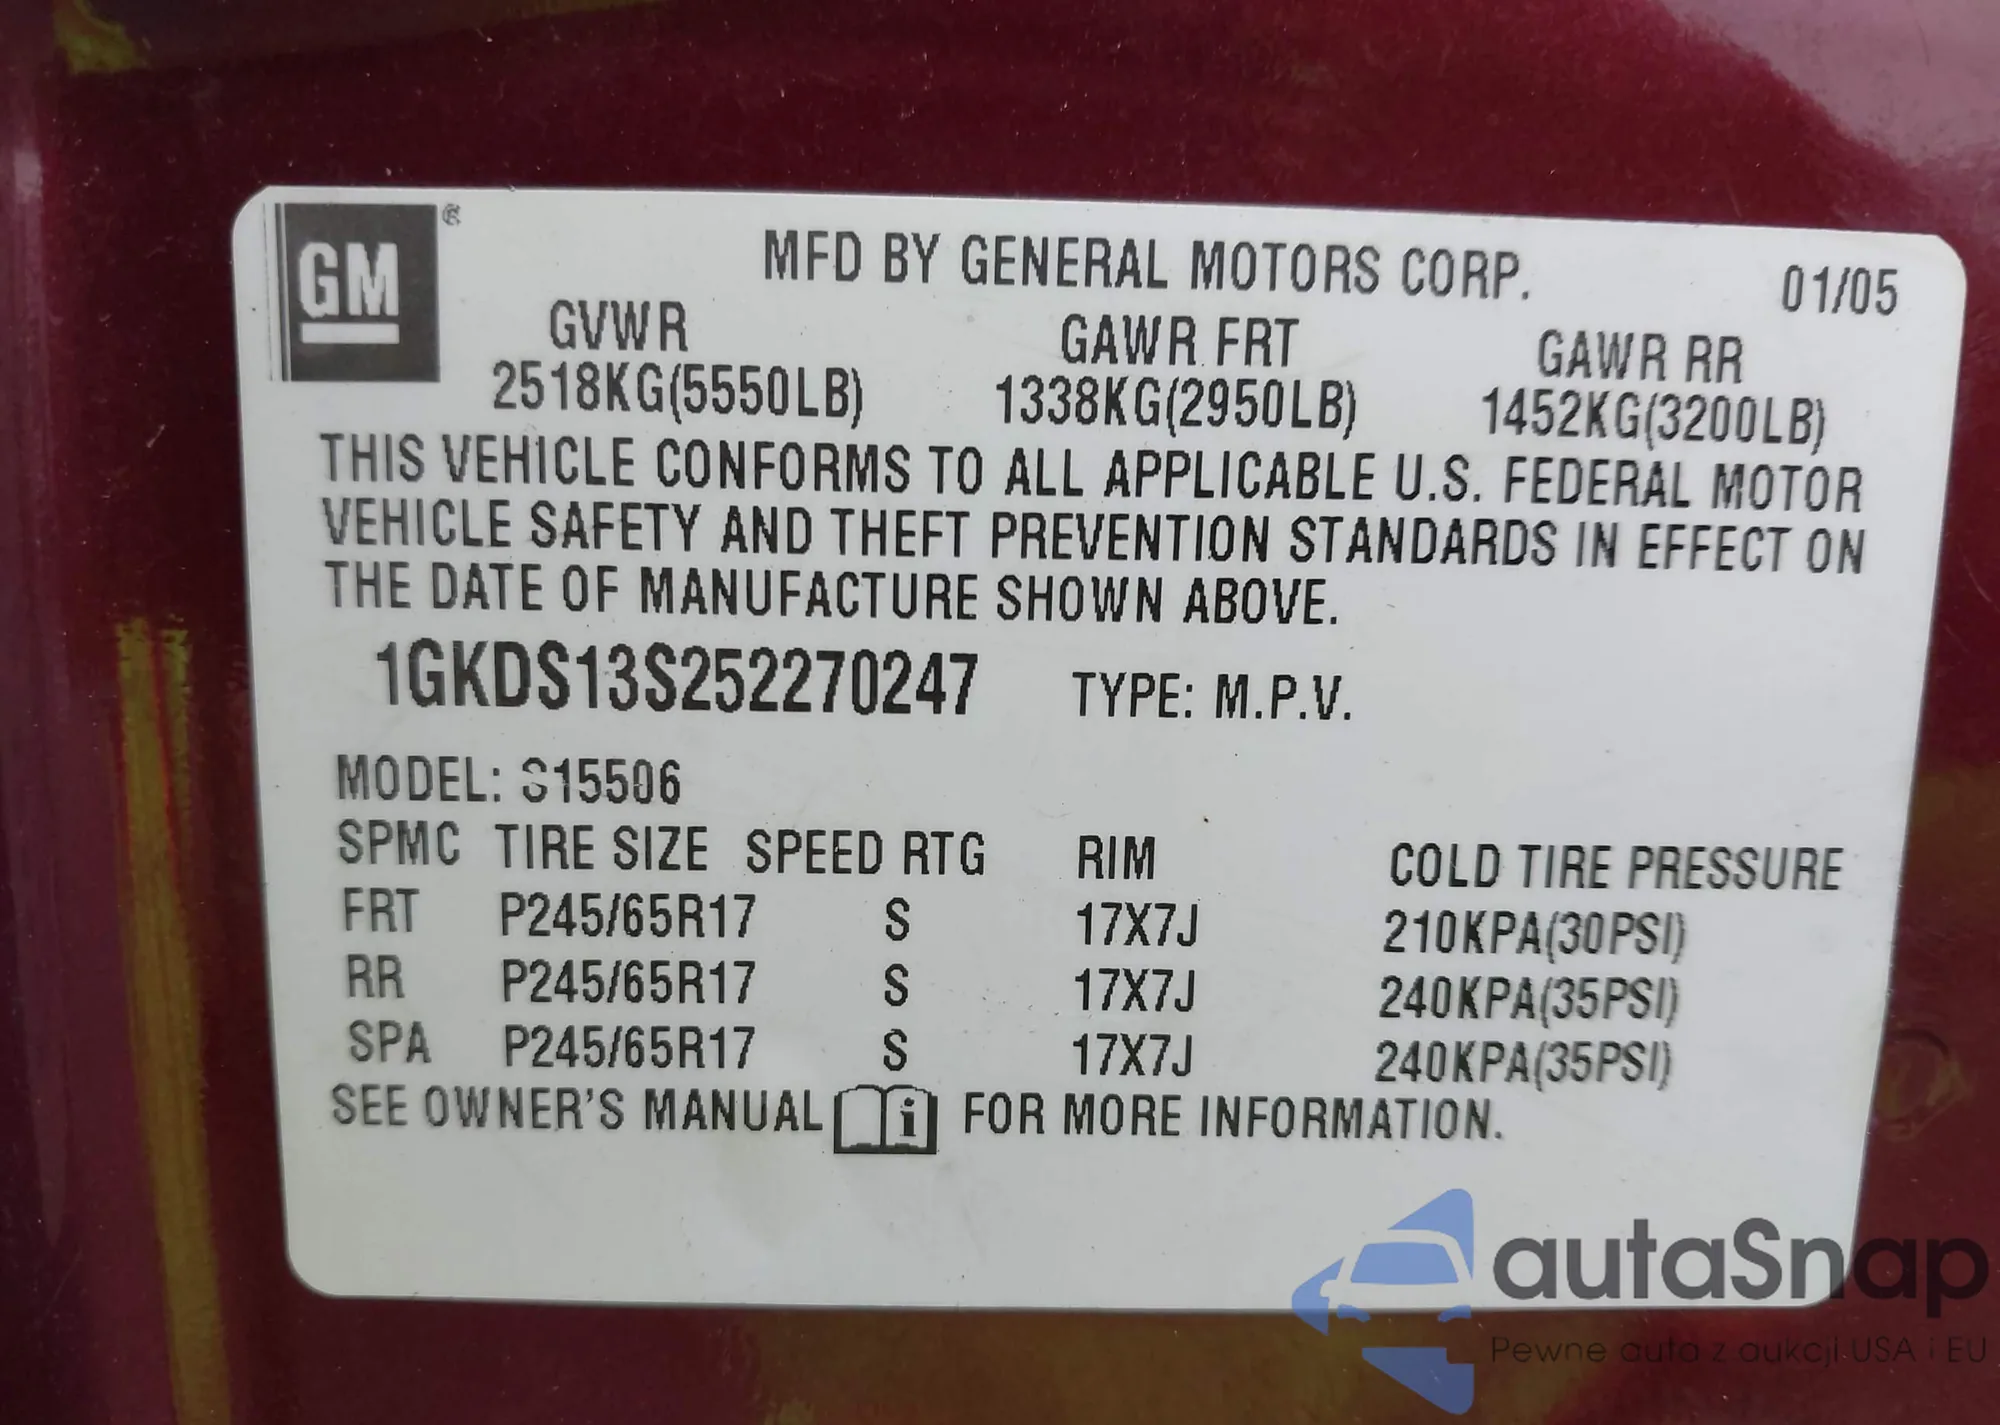 GM®
MFD BY GENERAL MOTORS CORP. 01/05
GVWR GAWR FRT GAWR RR
2518KG(5550LB) 1338KG(2950LB) 1452KG(3200LB)
THIS VEHICLE CONFORMS TO ALL APPLICABLE U.S. FEDERAL MOTOR
VEHICLE SAFETY AND THEFT PREVENTION STANDARDS IN EFFECT ON
THE DATE OF MANUFACTURE SHOWN ABOVE.
1GKDS13S252270247 TYPE: M.P.V.
MODEL: S15506
SPMC TIRE SIZE SPEED RTG RIM COLD TIRE PRESSURE
FRT P245/65R17 S 17X7J 210KPA(30PSI)
RR P245/65R17 S 17X7J 240KPA(35PSI)
SPA P245/65R17 S 17X7J 240KPA(35PSI)
SEE OWNER'S MANUAL i FOR MORE INFORMATION.
autaSnap
Pewne auta z aukcji USA i EU